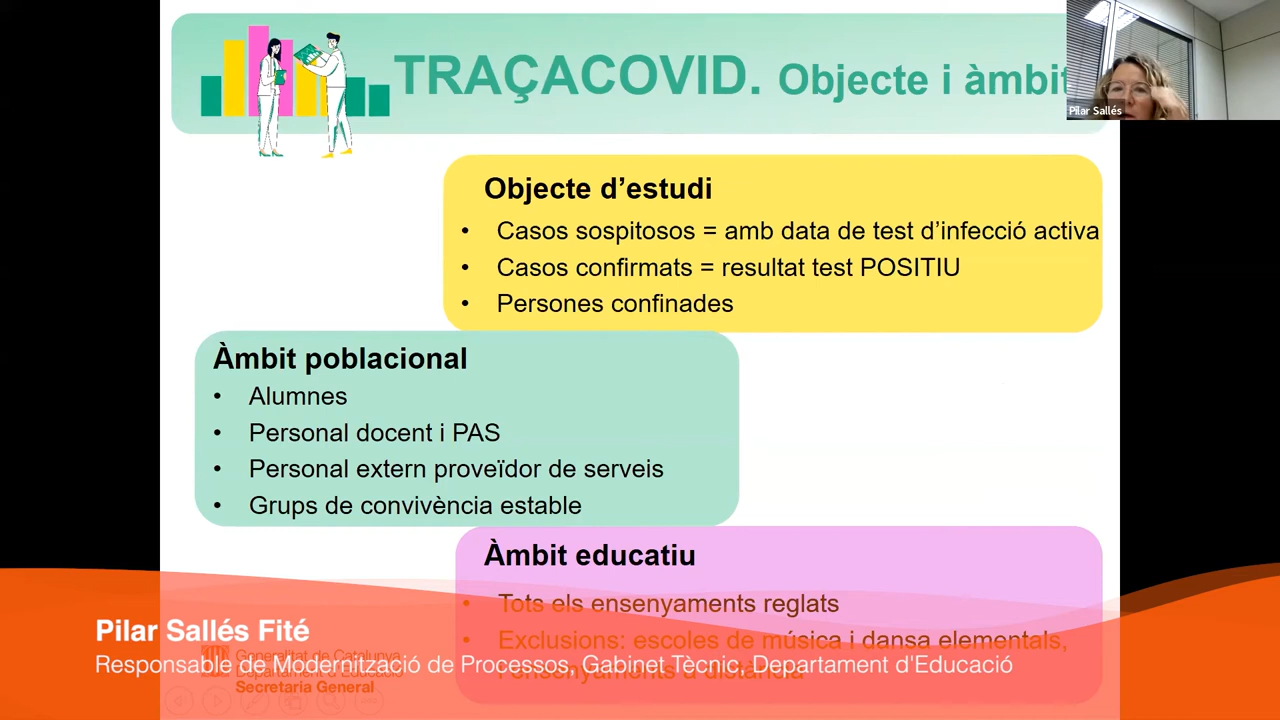 TRAÇACOVID. Objecte i àmbit
Pilar Sallés
Objecte d'estudi
• Casos sospitosos = amb data de test d'infecció activa
• Casos confirmats = resultat test POSITIU
• Persones confinades
Àmbit poblacional
• Alumnes
• Personal docent i PAS
• Personal extern proveïdor de serveis
• Grups de convivència estable
Àmbit educatiu
• Tots els ensenyaments reglats
• Exclusions: escoles de música i dansa elementals,
i ensenyaments a distància
Pilar Sallés Fité
Responsable de Modernització de Processos, Gabinet Tècnic, Departament d'Educació
Generalitat de Catalunya
Departament d'Educació
Secretaria General